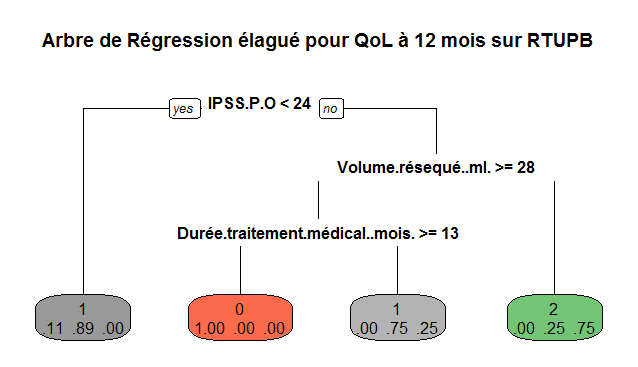 Arbre de Régression élagué pour QoL à 12 mois sur RTUPB
yes IPSS.P.O < 24 no
Volume.résequé..ml. >= 28
Durée.traitement.médical..mois. >= 13
1
.11 .89 .00
0
1.00 .00 .00
1
.00 .75 .25
2
.00 .25 .75